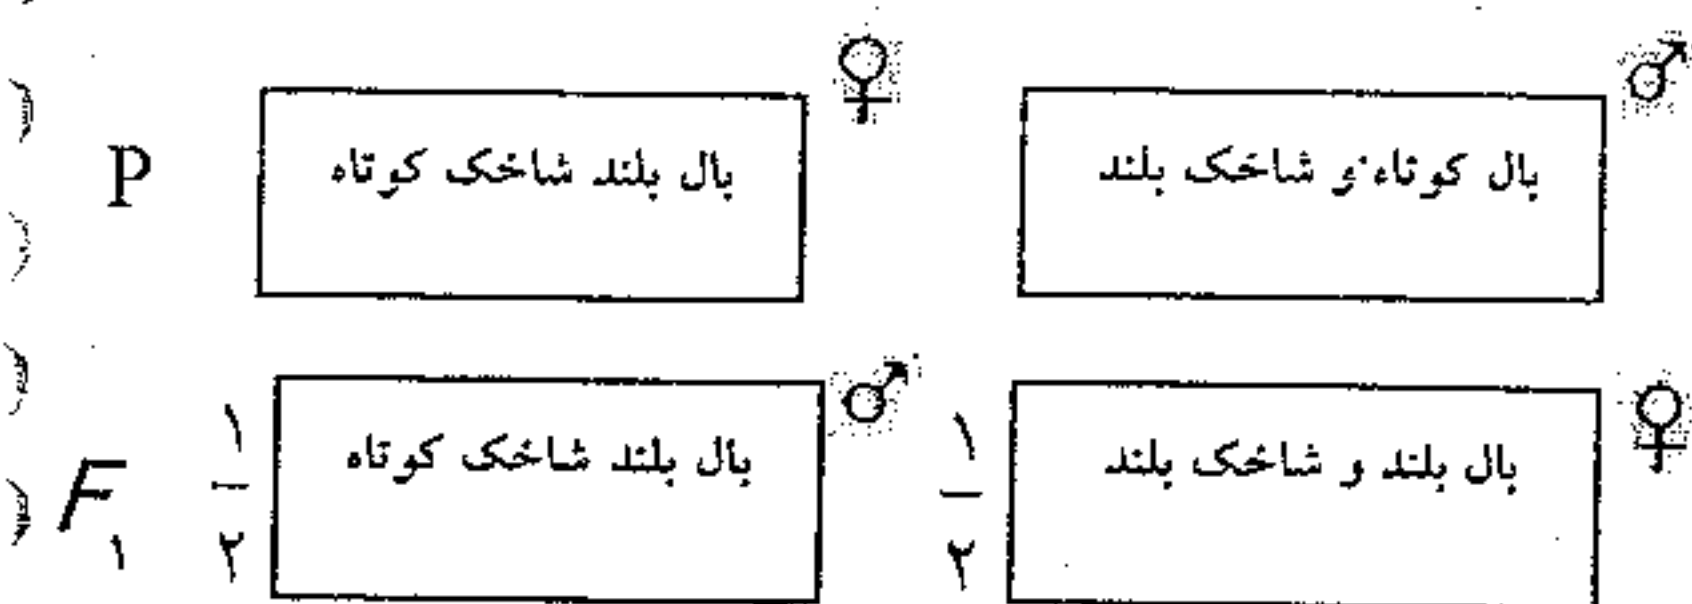 P بال بلند شاخک کوتاه ♀ بال کوتاه و شاخک بلند ♂
F۱ ۱/۲ بال بلند شاخک کوتاه ♂ ۱/۲ بال بلند و شاخک بلند ♀